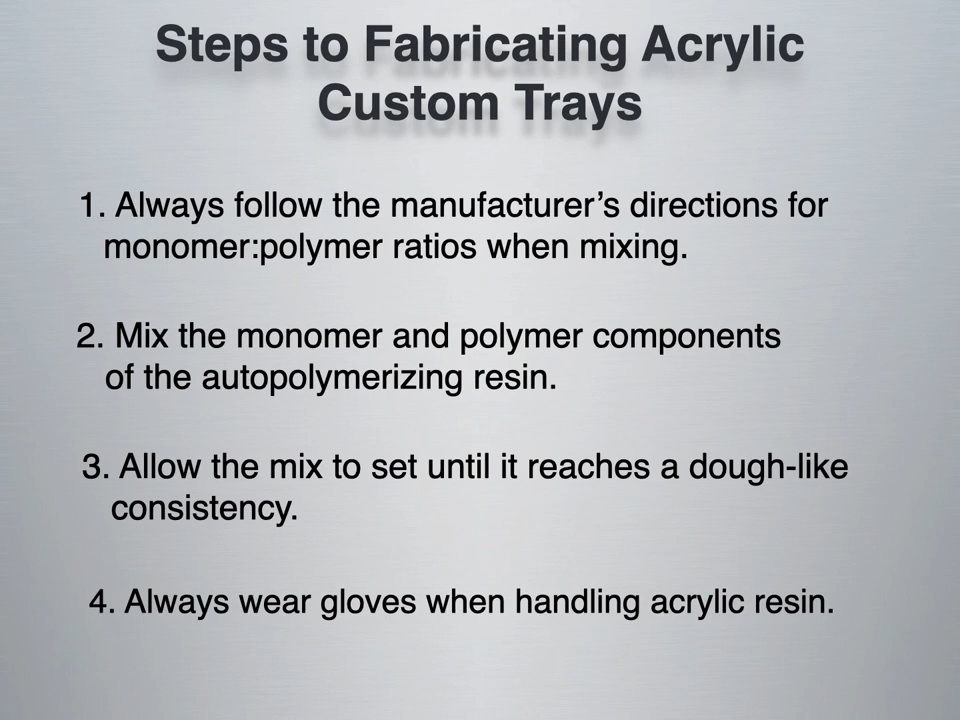 Steps to Fabricating Acrylic
Custom Trays
1. Always follow the manufacturer’s directions for
monomer:polymer ratios when mixing.
2. Mix the monomer and polymer components
of the autopolymerizing resin.
3. Allow the mix to set until it reaches a dough-like
consistency.
4. Always wear gloves when handling acrylic resin.